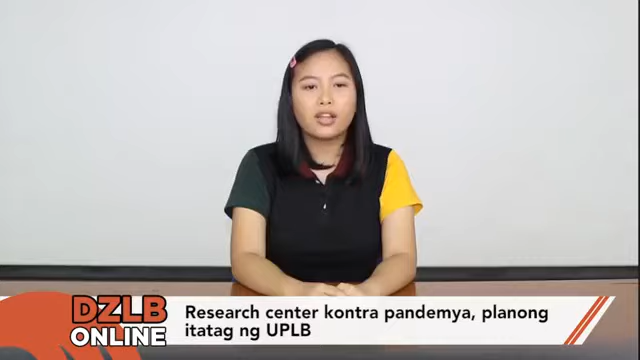 DZLB
ONLINE
Research center kontra pandemya, planong
itatag ng UPLB